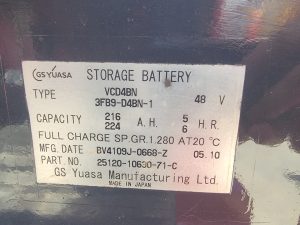 GS YUASA STORAGE BATTERY
TYPE VCD4BN 48 V
3FB9-D4BN-1
CAPACITY 216 A.H. 5 H.R.
224 6
FULL CHARGE SP.GR.1.280 AT 20 °C
MFG. DATE BV4109J-0668-Z 05.10
PART NO. 25120-10630-71-C
GS Yuasa Manufacturing Ltd.
MADE IN JAPAN